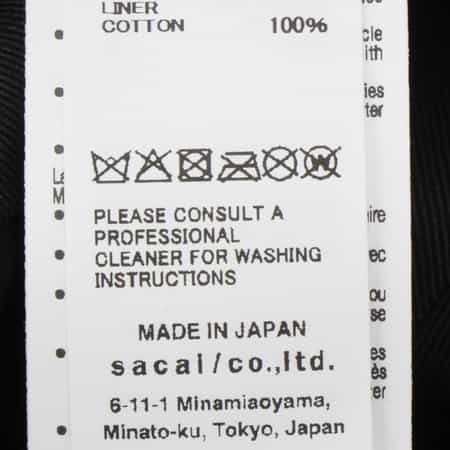 LINER
COTTON 100%
PLEASE CONSULT A
PROFESSIONAL
CLEANER FOR WASHING
INSTRUCTIONS
MADE IN JAPAN
sacai/co.,ltd.
6-11-1 Minamiaoyama,
Minato-ku, Tokyo, Japan